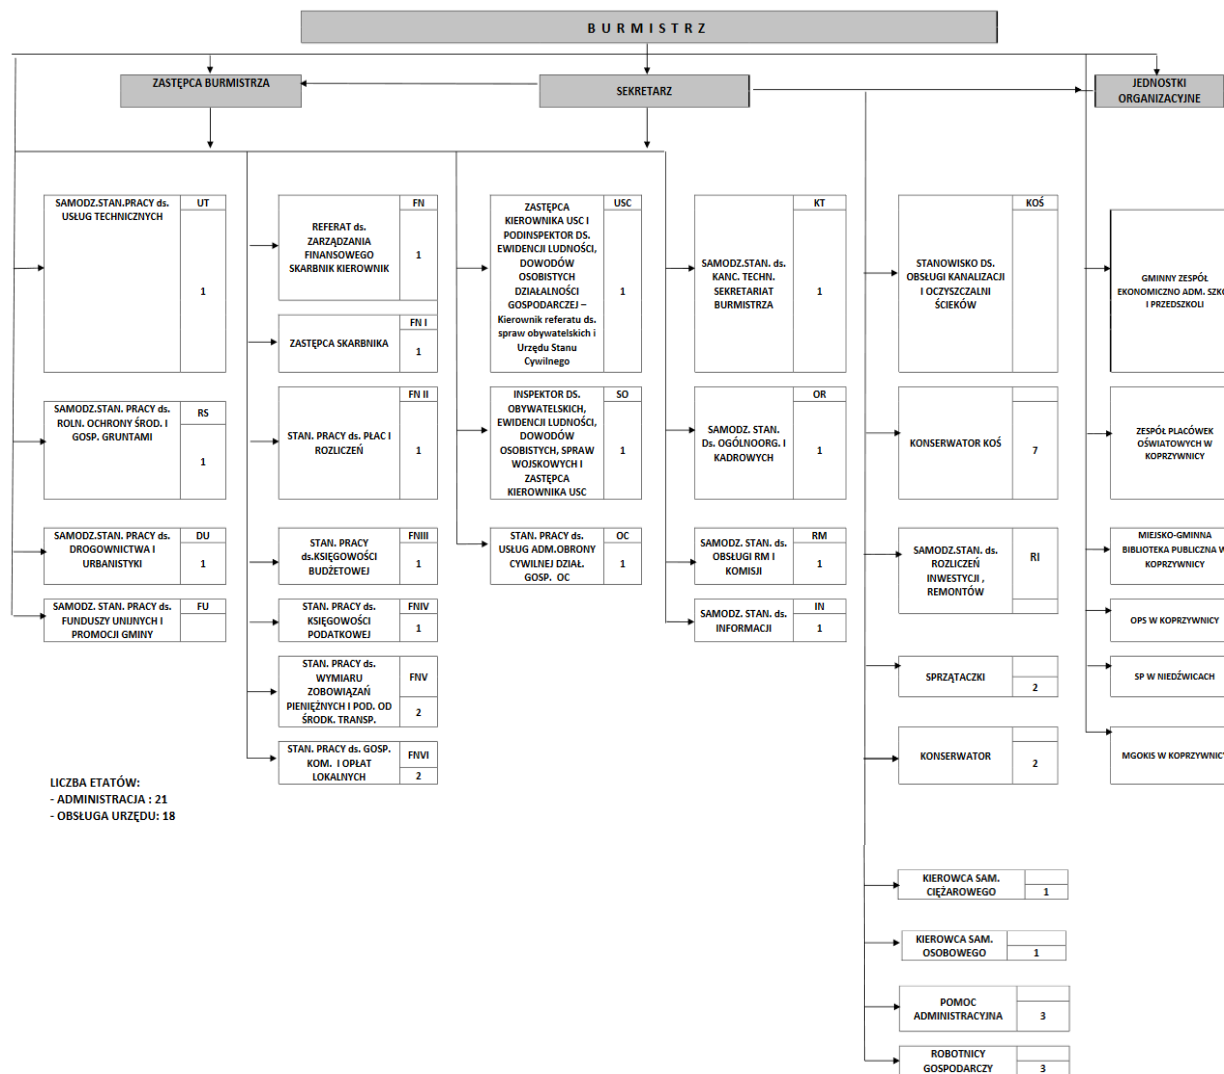 B U R M I S T R Z
ZASTĘPCA BURMISTRZA
SEKRETARZ
JEDNOSTKI
ORGANIZACYJNE
SAMODZ.STAN.PRACY ds.
USŁUG TECHNICZNYCH
UT
1
SAMODZ.STAN. PRACY ds.
ROLN. OCHRONY ŚROD. I
GOSP. GRUNTAMI
RS
1
SAMODZ.STAN. PRACY ds.
DROGOWNICTWA I
URBANISTYKI
DU
1
SAMODZ. STAN. PRACY ds.
FUNDUSZY UNIJNYCH I
PROMOCJI GMINY
FU
REFERAT ds.
ZARZĄDZANIA
FINANSOWEGO
SKARBNIK KIEROWNIK
FN
1
ZASTĘPCA SKARBNIKA
FN I
1
STAN. PRACY ds. PŁAC I
ROZLICZEŃ
FN II
1
STAN. PRACY
ds.KSIĘGOWOŚCI
BUDŻETOWEJ
FNIII
1
STAN. PRACY ds.
KSIĘGOWOŚCI
PODATKOWEJ
FNIV
1
STAN. PRACY ds.
WYMIARU
ZOBOWIĄZAŃ
PIENIĘŻNYCH I POD. OD
ŚRODK. TRANSP.
FNV
2
STAN. PRACY ds. GOSP.
KOM. I OPŁAT
LOKALNYCH
FNVI
2
ZASTĘPCA
KIEROWNIKA USC I
PODINSPEKTOR DS.
EWIDENCJI LUDNOŚCI,
DOWODÓW
OSOBISTYCH
DZIAŁALNOŚCI
GOSPODARCZEJ –
Kierownik referatu ds.
spraw obywatelskich i
Urzędu Stanu
Cywilnego
USC
1
INSPEKTOR DS.
OBYWATELSKICH,
EWIDENCJI LUDNOŚCI,
DOWODÓW
OSOBISTYCH, SPRAW
WOJSKOWYCH I
ZASTĘPCA
KIEROWNIKA USC
SO
1
STAN. PRACY ds.
USŁUG ADM.OBRONY
CYWILNEJ DZIAŁ.
GOSP. OC
OC
1
SAMODZ.STAN. ds.
KANC. TECHN.
SEKRETARIAT
BURMISTRZA
KT
1
SAMODZ. STAN.
Ds. OGÓLNOORG. I
KADROWYCH
OR
1
SAMODZ. STAN. ds.
OBSŁUGI RM I
KOMISJI
RM
1
SAMODZ. STAN. ds.
INFORMACJI
IN
1
STANOWISKO DS.
OBSŁUGI KANALIZACJI
I OCZYSZCZALNI
ŚCIEKÓW
KOŚ
KONSERWATOR KOŚ
7
SAMODZ.STAN. ds.
ROZLICZEŃ
INWESTYCJI ,
REMONTÓW
RI
SPRZĄTACZKI
2
KONSERWATOR
2
KIEROWCA SAM.
CIĘŻAROWEGO
1
KIEROWCA SAM.
OSOBOWEGO
1
POMOC
ADMINISTRACYJNA
3
ROBOTNICY
GOSPODARCZY
3
GMINNY ZESPÓŁ
EKONOMICZNO ADM. SZKÓ
I PRZEDSZKOLI
ZESPÓŁ PLACÓWEK
OŚWIATOWYCH W
KOPRZYWNICY
MIEJSKO-GMINNA
BIBLIOTEKA PUBLICZNA W
KOPRZYWNICY
OPS W KOPRZYWNICY
SP W NIEDŹWICACH
MGOKIS W KOPRZYWNICY
LICZBA ETATÓW:
- ADMINISTRACJA : 21
- OBSŁUGA URZĘDU: 18